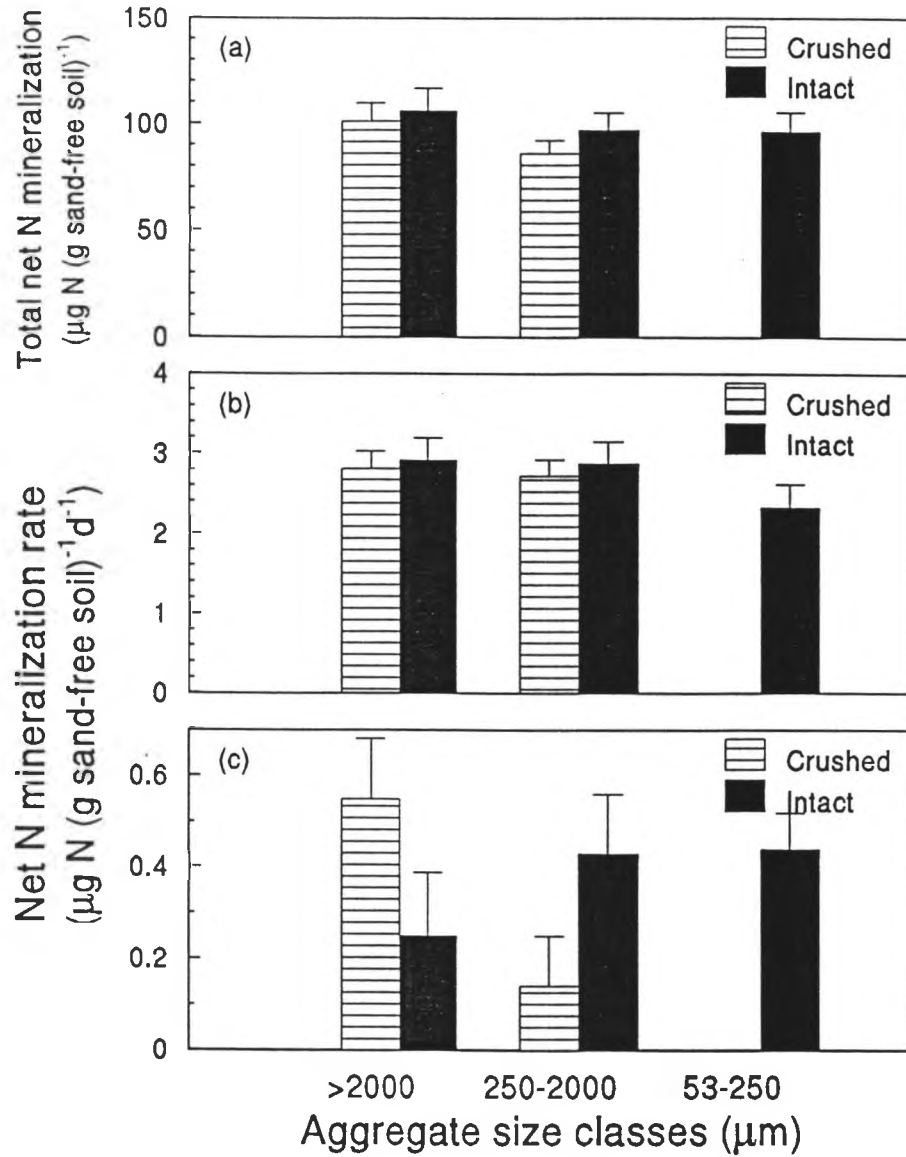 Total net N mineralization
(μg N (g sand-free soil)⁻¹)
150
100
50
0
(a)
Crushed
Intact
Net N mineralization rate
(μg N (g sand-free soil)⁻¹d⁻¹)
4
3
2
1
0
(b)
Crushed
Intact
0.6
0.4
0.2
0
(c)
Crushed
Intact
>2000 250-2000 53-250
Aggregate size classes (μm)